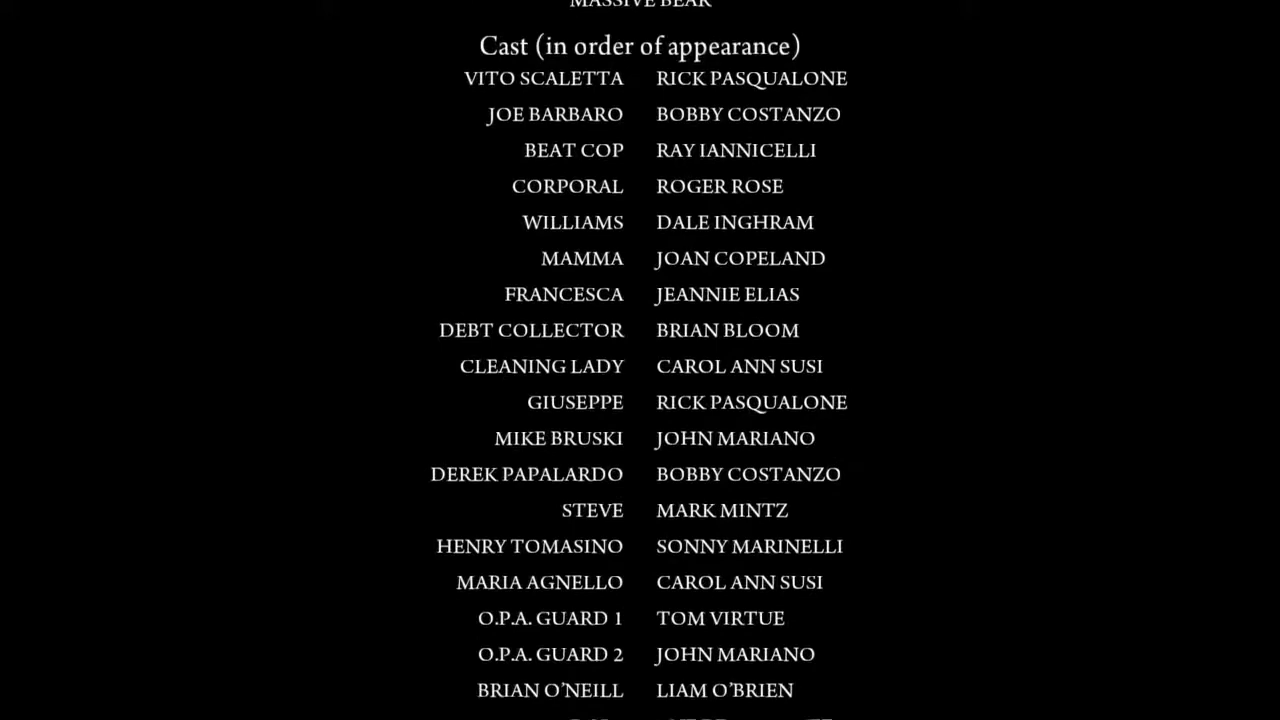 MASSIVE BEAR
Cast (in order of appearance)
VITO SCALETTA RICK PASQUALONE
JOE BARBARO BOBBY COSTANZO
BEAT COP RAY IANNICELLI
CORPORAL ROGER ROSE
WILLIAMS DALE INGHRAM
MAMMA JOAN COPELAND
FRANCESCA JEANNIE ELIAS
DEBT COLLECTOR BRIAN BLOOM
CLEANING LADY CAROL ANN SUSI
GIUSEPPE RICK PASQUALONE
MIKE BRUSKI JOHN MARIANO
DEREK PAPALARDO BOBBY COSTANZO
STEVE MARK MINTZ
HENRY TOMASINO SONNY MARINELLI
MARIA AGNELLO CAROL ANN SUSI
O.P.A. GUARD 1 TOM VIRTUE
O.P.A. GUARD 2 JOHN MARIANO
BRIAN O’NEILL LIAM O’BRIEN